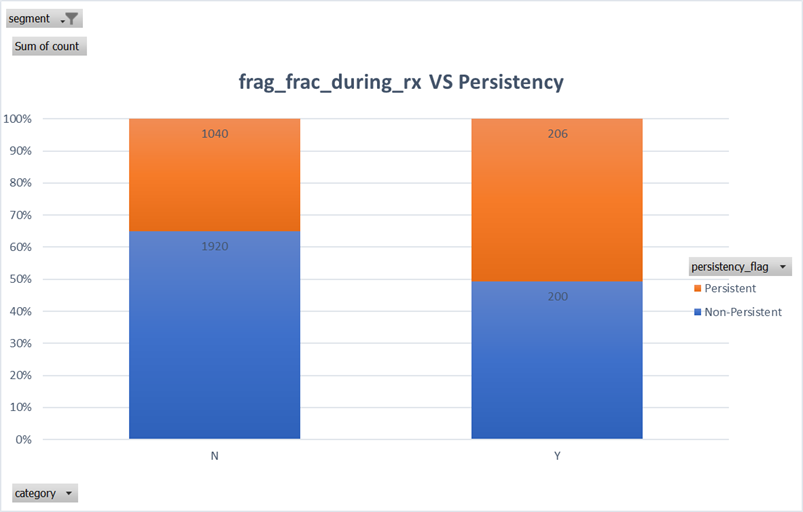 segment
Sum of count
frag_frac_during_rx VS Persistency
100%
90%
80%
70%
60%
50%
40%
30%
20%
10%
0%
1040
1920
206
200
N
Y
persistency_flag
Persistent
Non-Persistent
category